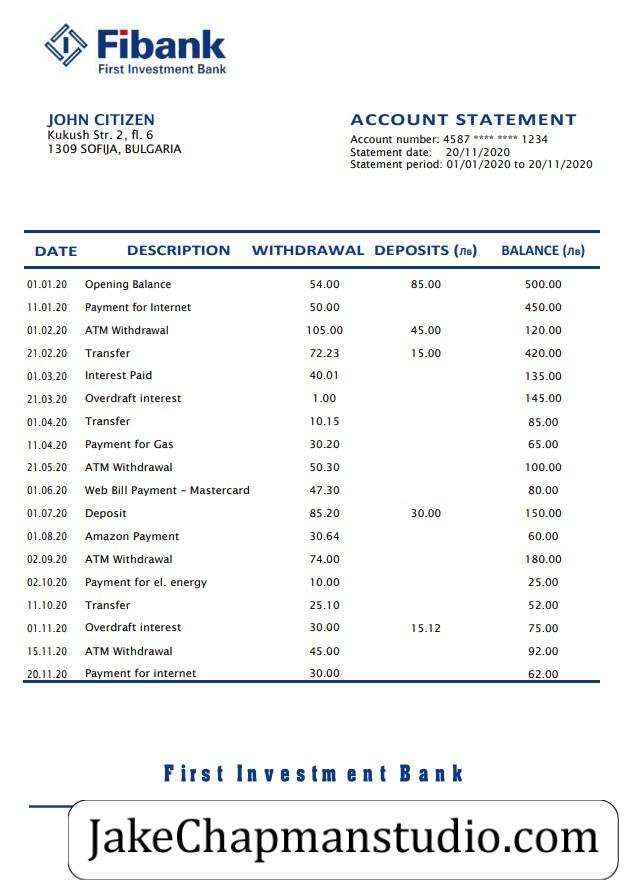 Fibank
First Investment Bank
JOHN CITIZEN
Kukush Str. 2, fl. 6
1309 SOFIJA, BULGARIA
ACCOUNT STATEMENT
Account number: 4587 **** **** 1234
Statement date: 20/11/2020
Statement period: 01/01/2020 to 20/11/2020
DATE DESCRIPTION WITHDRAWAL DEPOSITS (лв) BALANCE (лв)
01.01.20 Opening Balance 54.00 85.00 500.00
11.01.20 Payment for Internet 50.00 450.00
01.02.20 ATM Withdrawal 105.00 45.00 120.00
21.02.20 Transfer 72.23 15.00 420.00
01.03.20 Interest Paid 40.01 135.00
21.03.20 Overdraft interest 1.00 145.00
01.04.20 Transfer 10.15 85.00
11.04.20 Payment for Gas 30.20 65.00
21.05.20 ATM Withdrawal 50.30 100.00
01.06.20 Web Bill Payment - Mastercard 47.30 80.00
01.07.20 Deposit 85.20 30.00 150.00
01.08.20 Amazon Payment 30.64 60.00
02.09.20 ATM Withdrawal 74.00 180.00
02.10.20 Payment for el. energy 10.00 25.00
11.10.20 Transfer 25.10 52.00
01.11.20 Overdraft interest 30.00 15.12 75.00
15.11.20 ATM Withdrawal 45.00 92.00
20.11.20 Payment for internet 30.00 62.00
First Investment Bank
JakeChapmanstudio.com